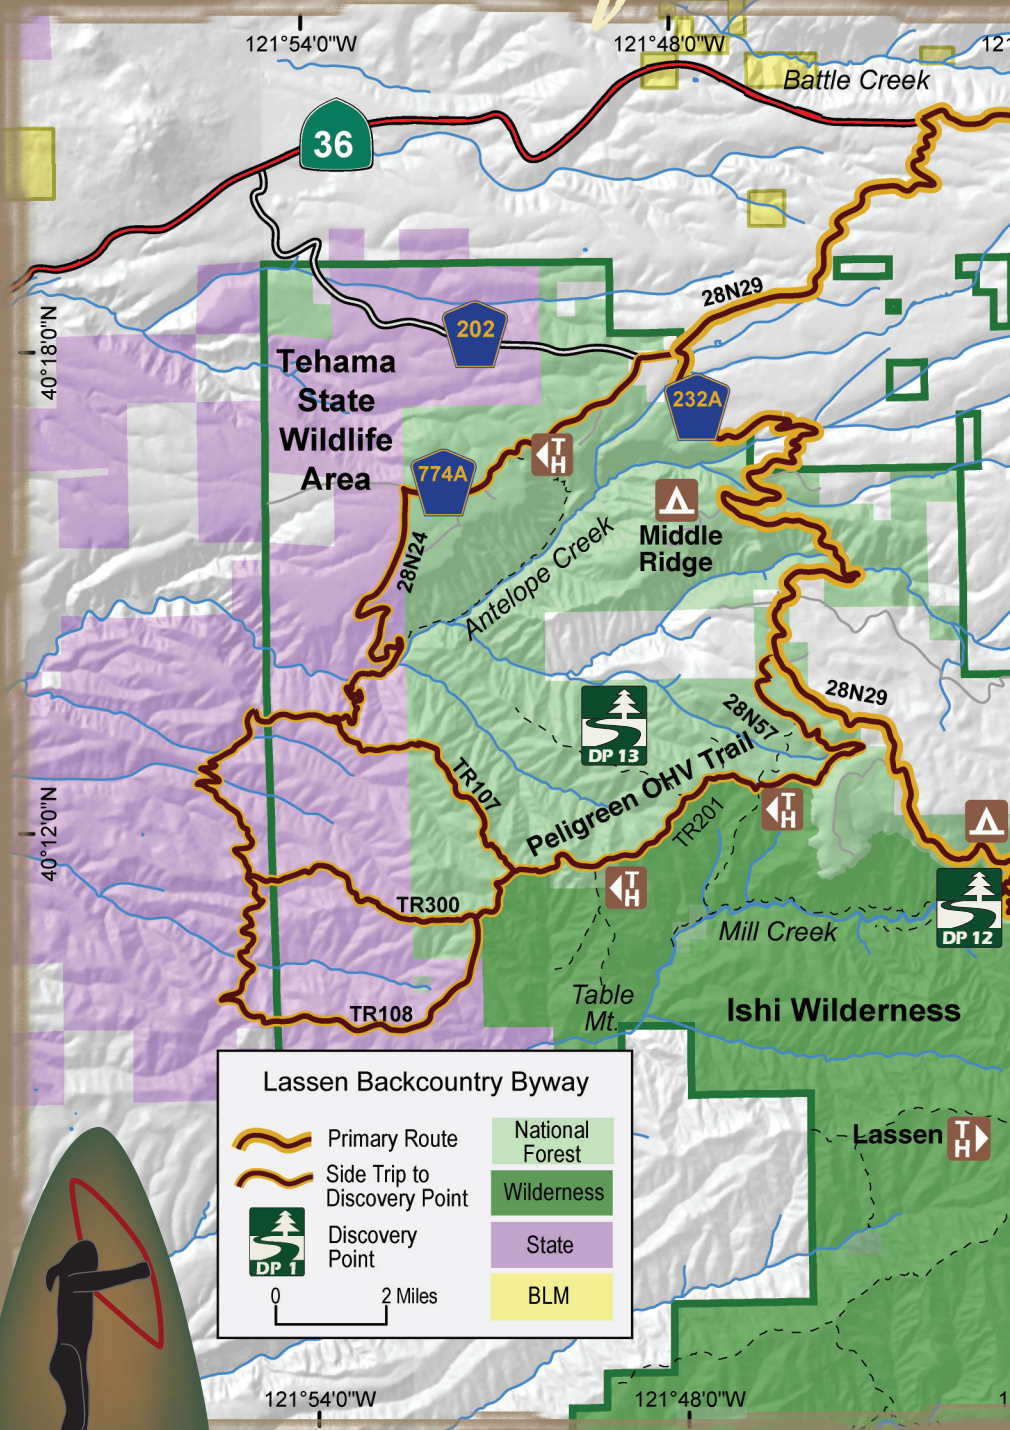 121°54'0"W
121°48'0"W
121
Battle Creek
36
28N29
40°18'0"N
202
Tehama
State
Wildlife
Area
232A
T
H
774A
Middle
Ridge
28N24
Antelope Creek
28N29
28N57
DP 13
Peligreen OHV Trail
TR107
TR201
T
H
40°12'0"N
T
H
TR300
DP 12
Mill Creek
Table
Mt.
Ishi Wilderness
TR108
Lassen Backcountry Byway
Primary Route
Side Trip to
Discovery Point
Discovery
Point
DP 1
0 2 Miles
National
Forest
Wilderness
State
BLM
Lassen
T
H
121°54'0"W
121°48'0"W
1